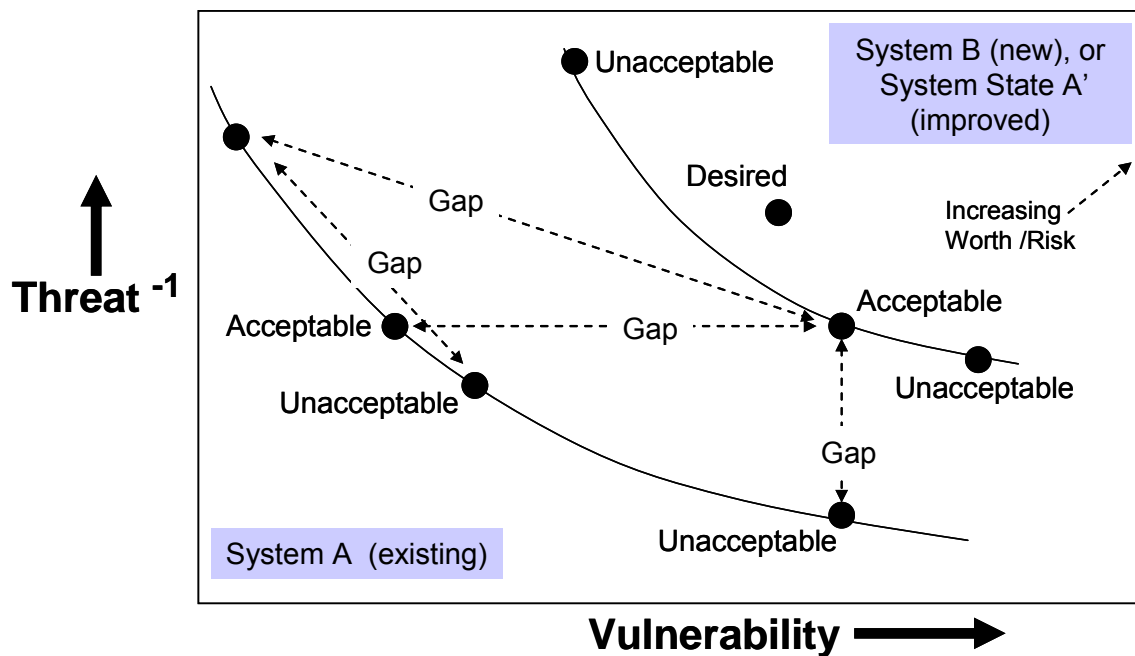 System B (new), or
System State A’
(improved)
Unacceptable
Desired
Increasing
Worth /Risk
Gap
Gap
Threat -1
Acceptable
Gap
Acceptable
Unacceptable
Unacceptable
Gap
Unacceptable
System A (existing)
Vulnerability